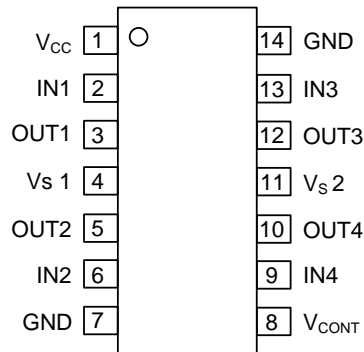 VCC 1 14 GND
IN1 2 13 IN3
OUT1 3 12 OUT3
Vs 1 4 11 VS 2
OUT2 5 10 OUT4
IN2 6 9 IN4
GND 7 8 VCONT